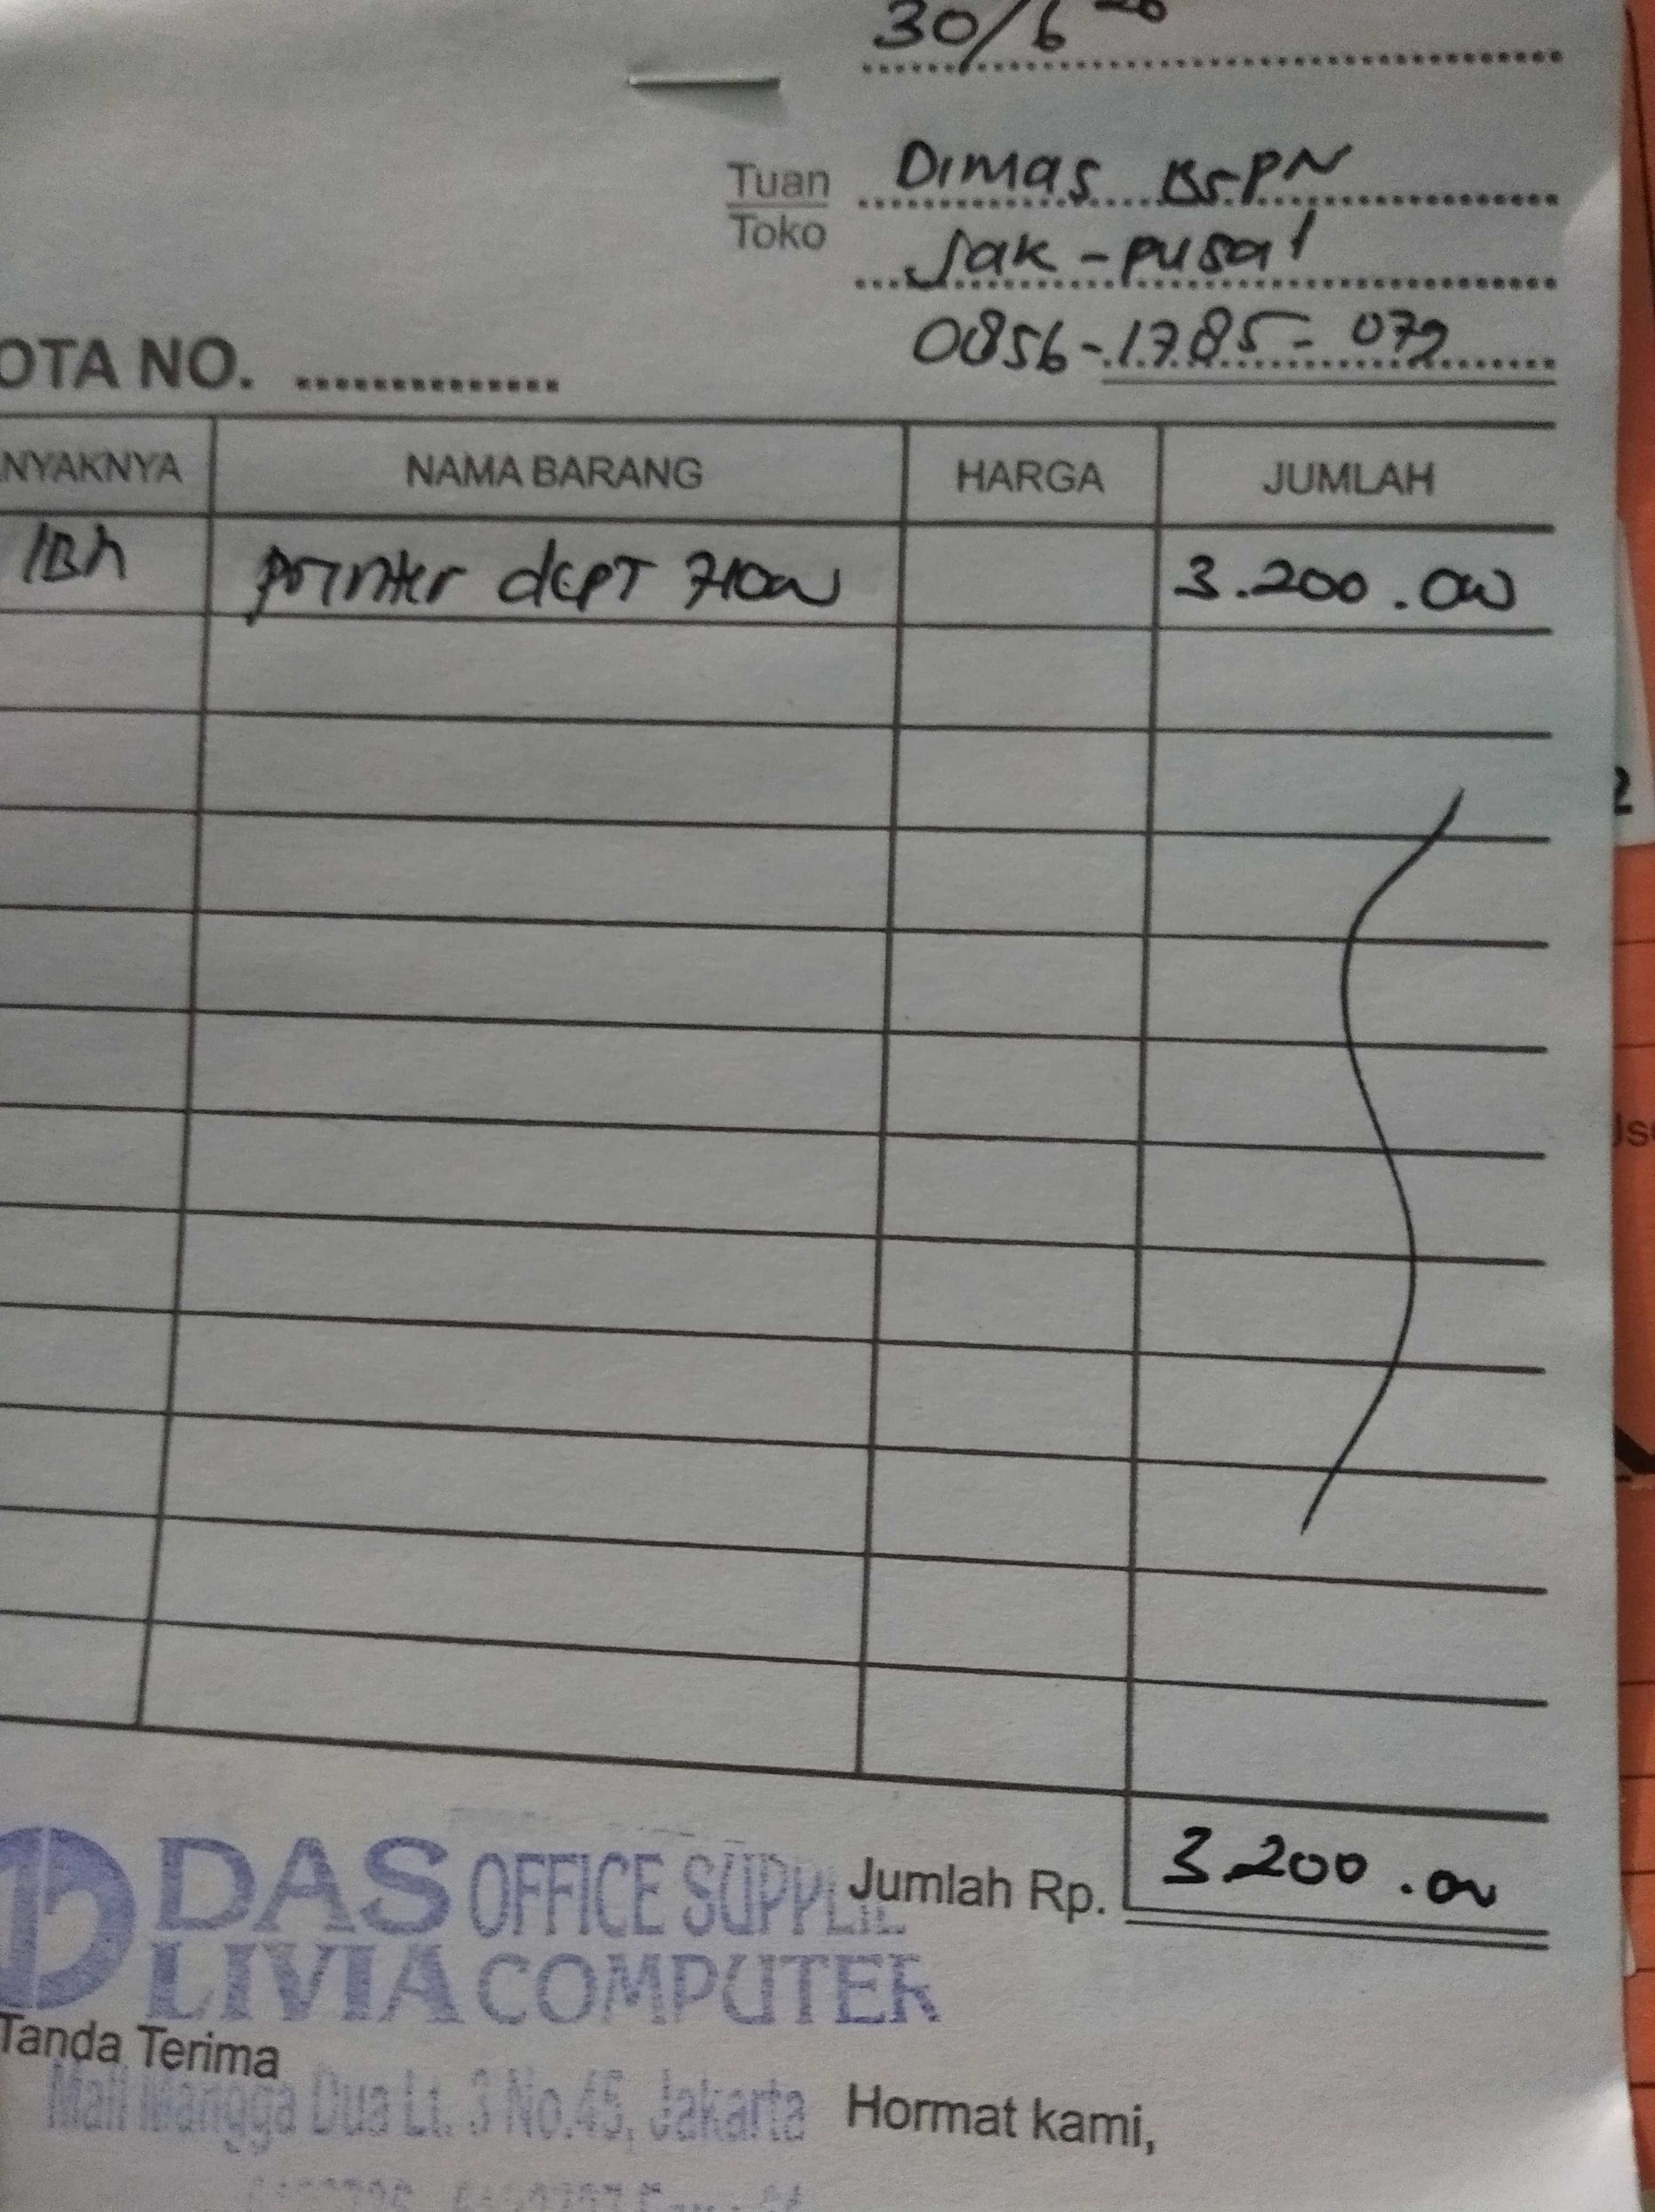 30/6
Tuan Dimas BSPN
Toko Jak-pusat
0856-1785-072
OTA NO. ..............
NYAKNYA NAMA BARANG HARGA JUMLAH
1Bh printer dcpT 710w 3.200.000
Jumlah Rp. 3.200.000
DAS OFFICE SUPPLIE
LIVIA COMPUTER
Tanda Terima
Mall Mangga Dua Lt. 3 No.45, Jakarta
Hormat kami,